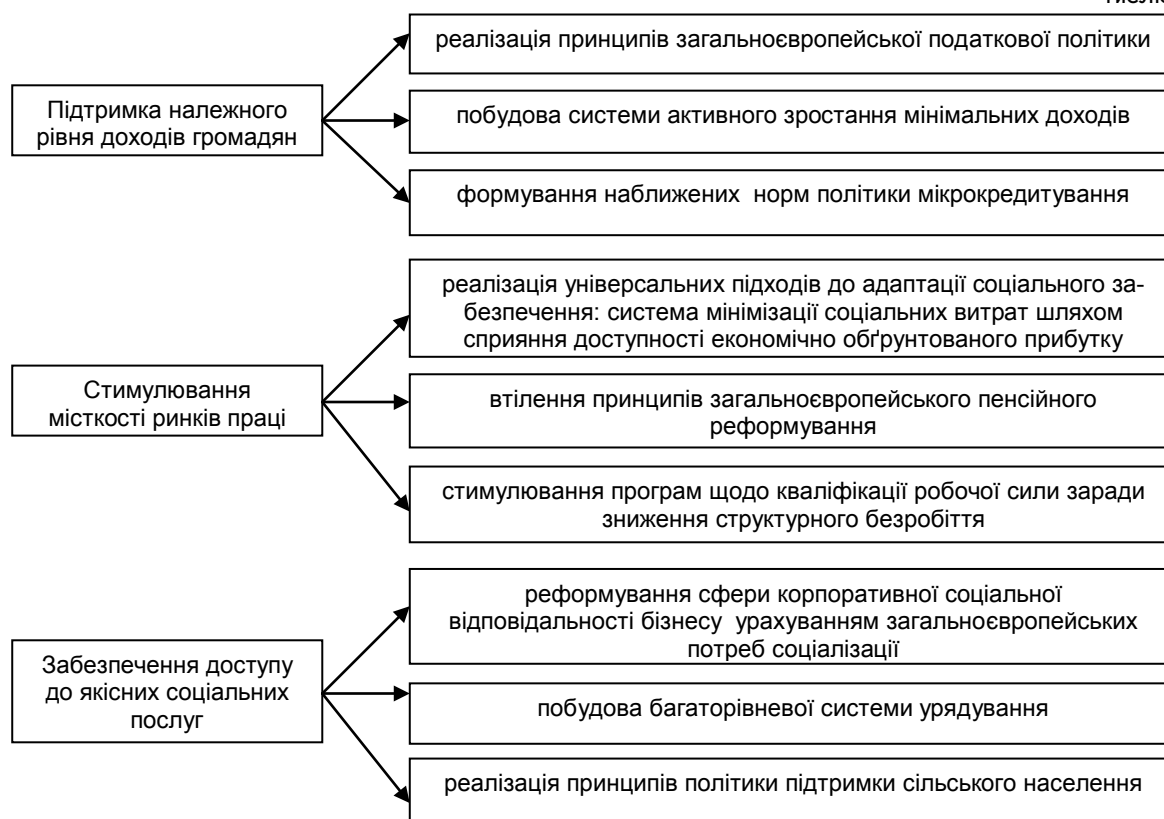 реалізація принципів загальноєвропейської податкової політики
Підтримка належного
рівня доходів громадян
побудова системи активного зростання мінімальних доходів
формування наближених норм політики мікрокредитування
реалізація універсальних підходів до адаптації соціального за-
безпечення: система мінімізації соціальних витрат шляхом
сприяння доступності економічно обґрунтованого прибутку
Стимулювання
місткості ринків праці
втілення принципів загальноєвропейського пенсійного
реформування
стимулювання програм щодо кваліфікації робочої сили заради
зниження структурного безробіття
реформування сфери корпоративної соціальної
відповідальності бізнесу урахуванням загальноєвропейських
потреб соціалізації
Забезпечення доступу
до якісних соціальних
послуг
побудова багаторівневої системи урядування
реалізація принципів політики підтримки сільського населення